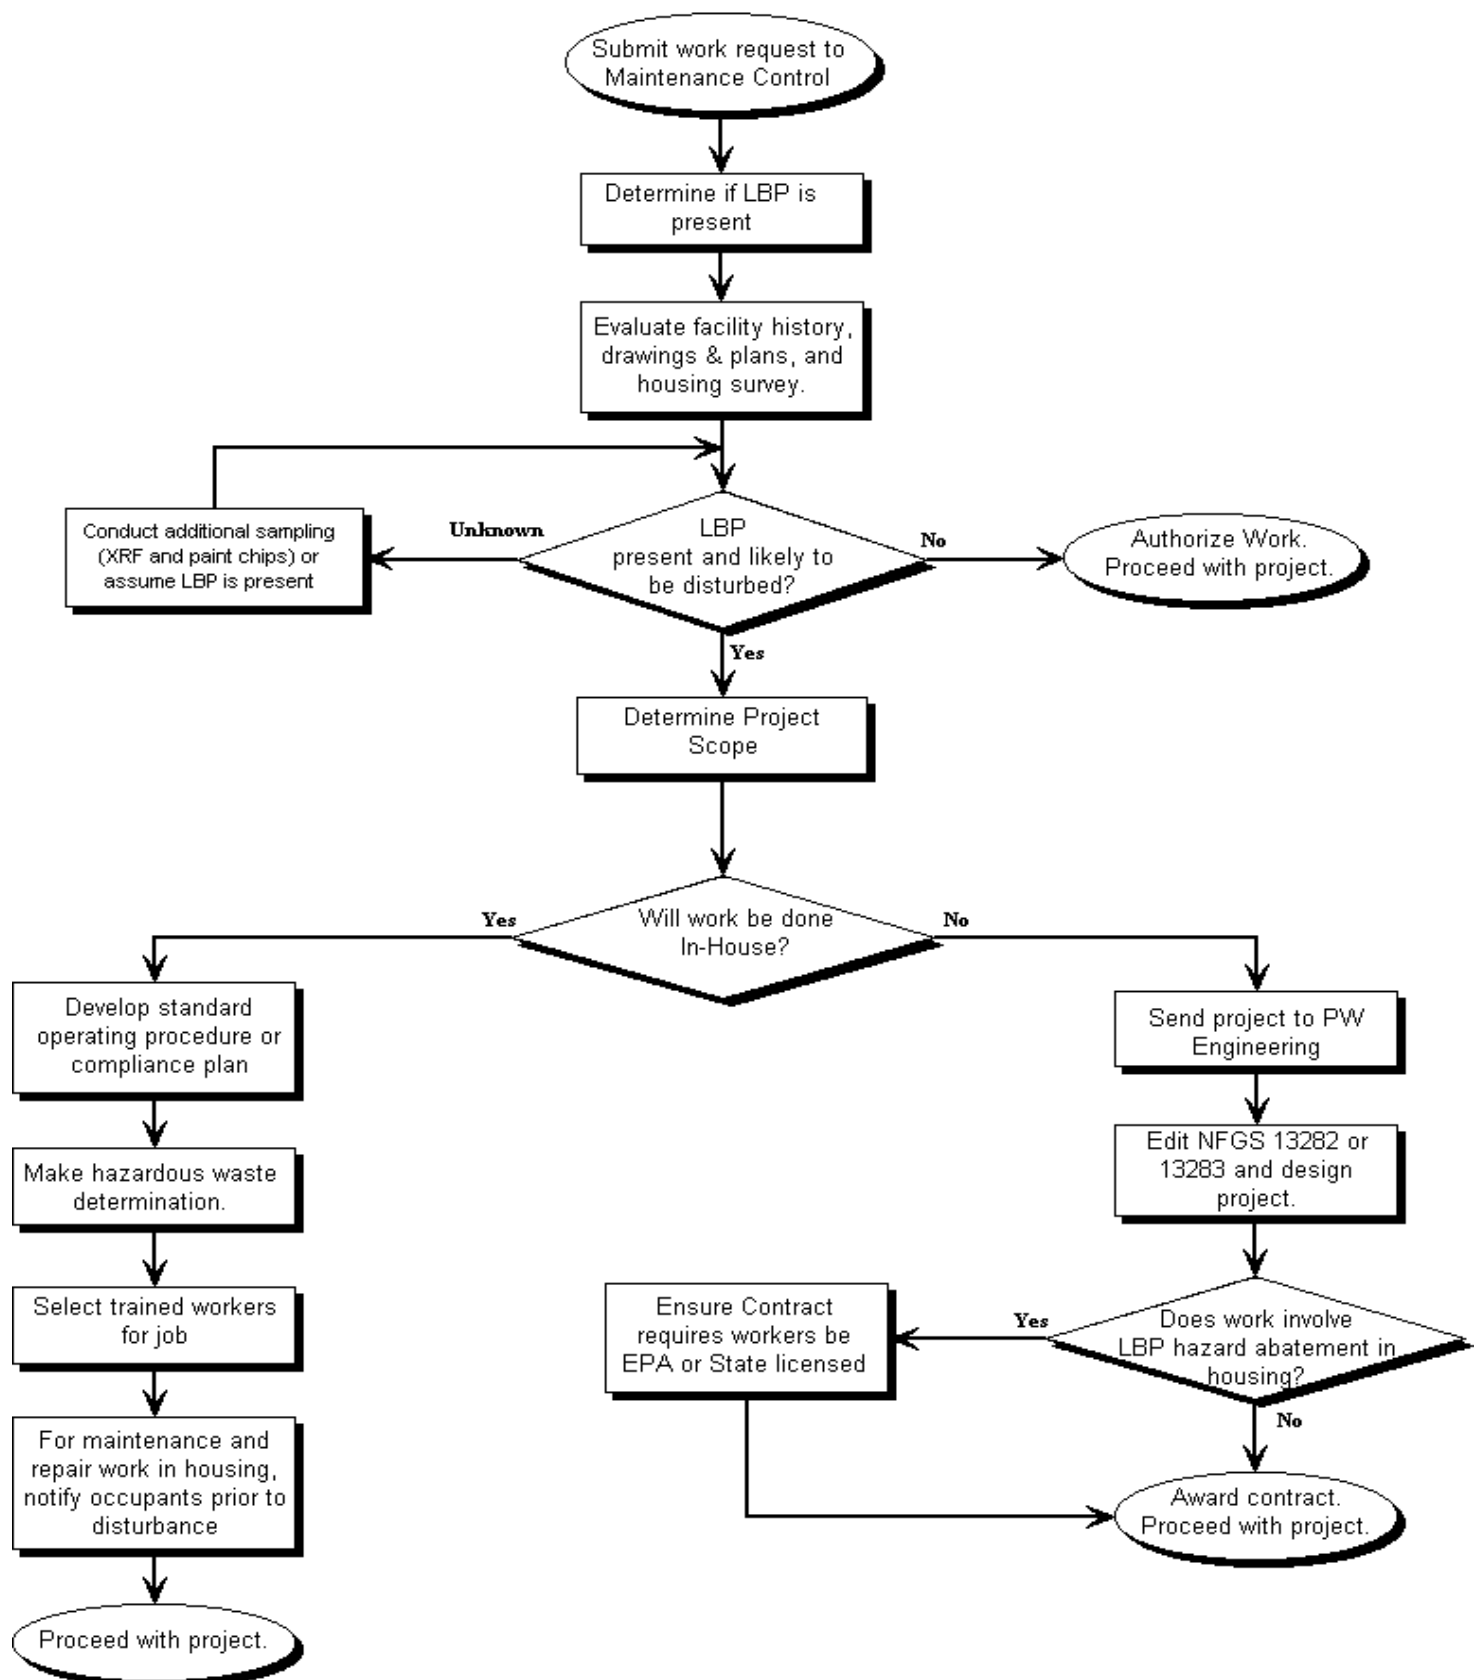 Submit work request to
Maintenance Control
Determine if LBP is
present
Evaluate facility history,
drawings & plans, and
housing survey.
Conduct additional sampling
(XRF and paint chips) or
assume LBP is present
Unknown
LBP
present and likely to
be disturbed?
No
Authorize Work.
Proceed with project.
Yes
Determine Project
Scope
Will work be done
In-House?
Yes
Develop standard
operating procedure or
compliance plan
Make hazardous waste
determination.
Select trained workers
for job
For maintenance and
repair work in housing,
notify occupants prior to
disturbance
Proceed with project.
No
Send project to PW
Engineering
Edit NFGS 13282 or
13283 and design
project.
Does work involve
LBP hazard abatement in
housing?
Yes
Ensure Contract
requires workers be
EPA or State licensed
No
Award contract.
Proceed with project.